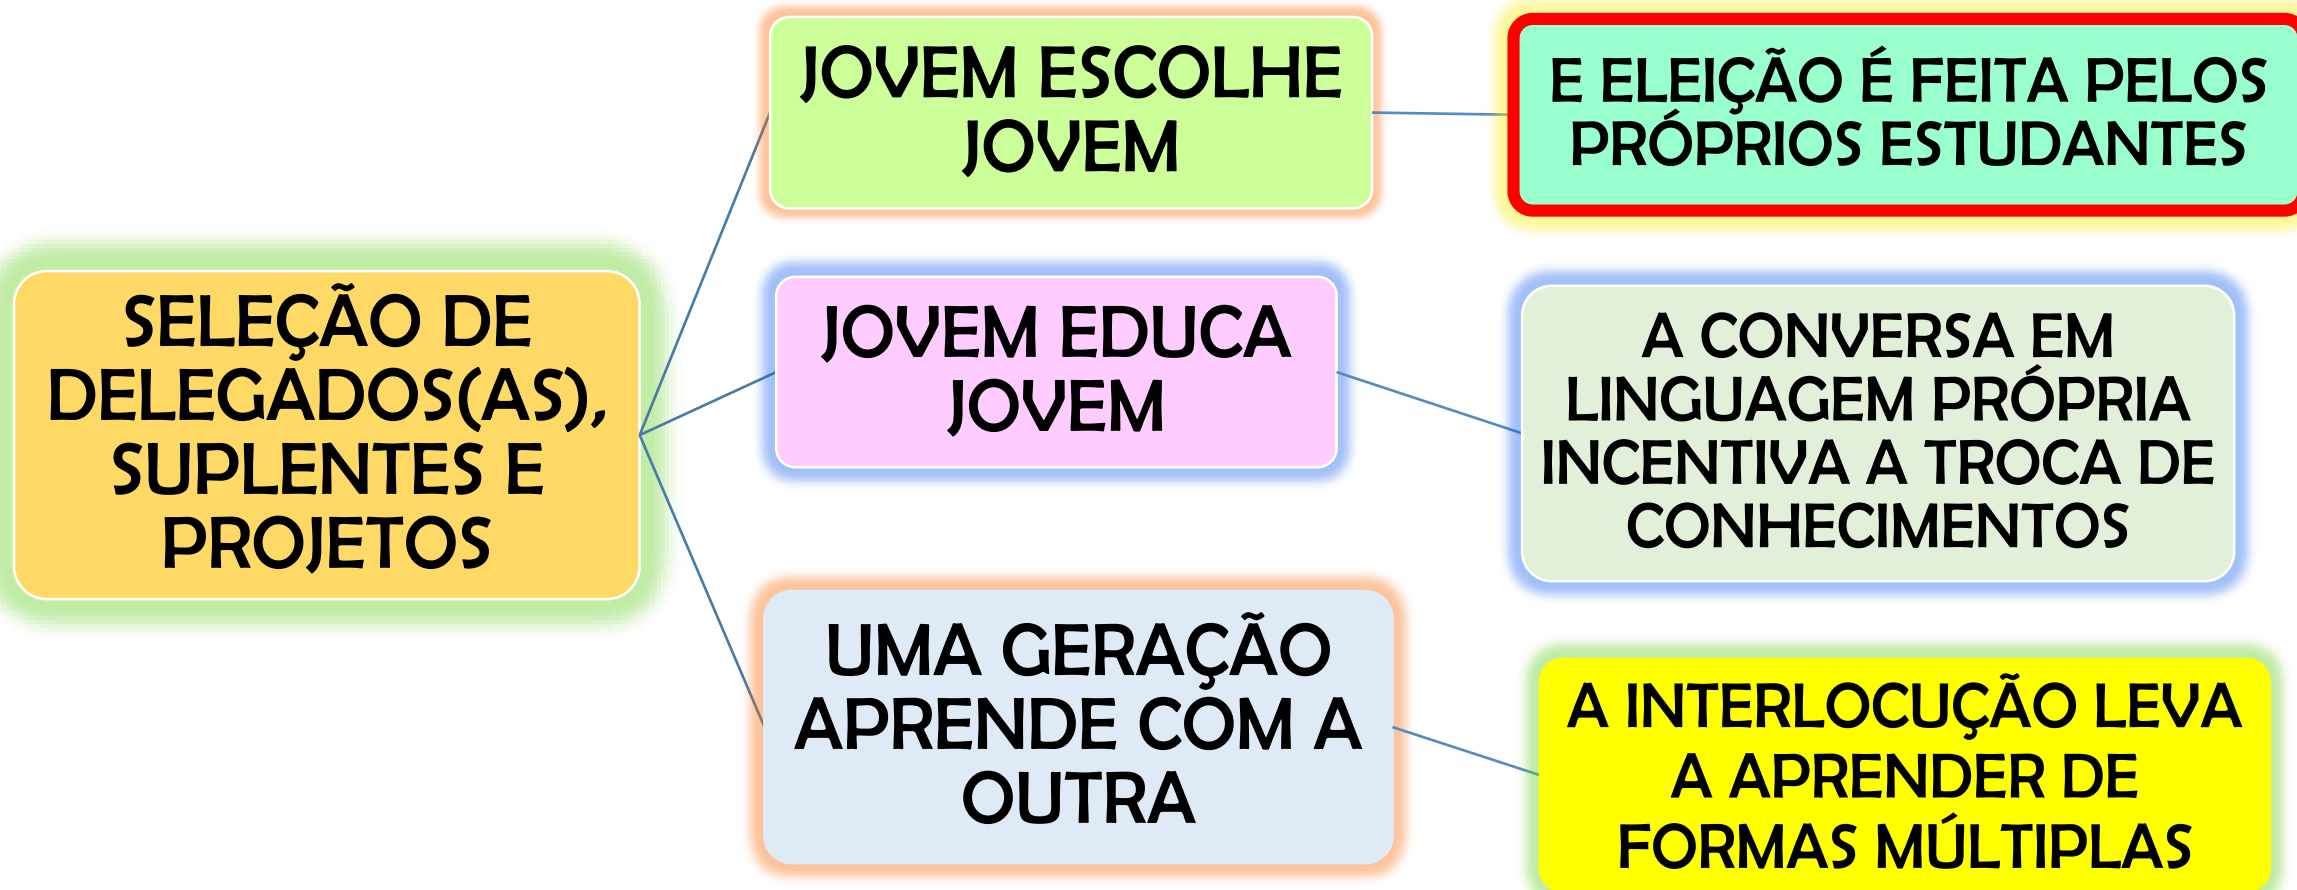 SELEÇÃO DE
DELEGADOS(AS),
SUPLENTES E
PROJETOS
JOVEM ESCOLHE
JOVEM
E ELEIÇÃO É FEITA PELOS
PRÓPRIOS ESTUDANTES
JOVEM EDUCA
JOVEM
A CONVERSA EM
LINGUAGEM PRÓPRIA
INCENTIVA A TROCA DE
CONHECIMENTOS
UMA GERAÇÃO
APRENDE COM A
OUTRA
A INTERLOCUÇÃO LEVA
A APRENDER DE
FORMAS MÚLTIPLAS